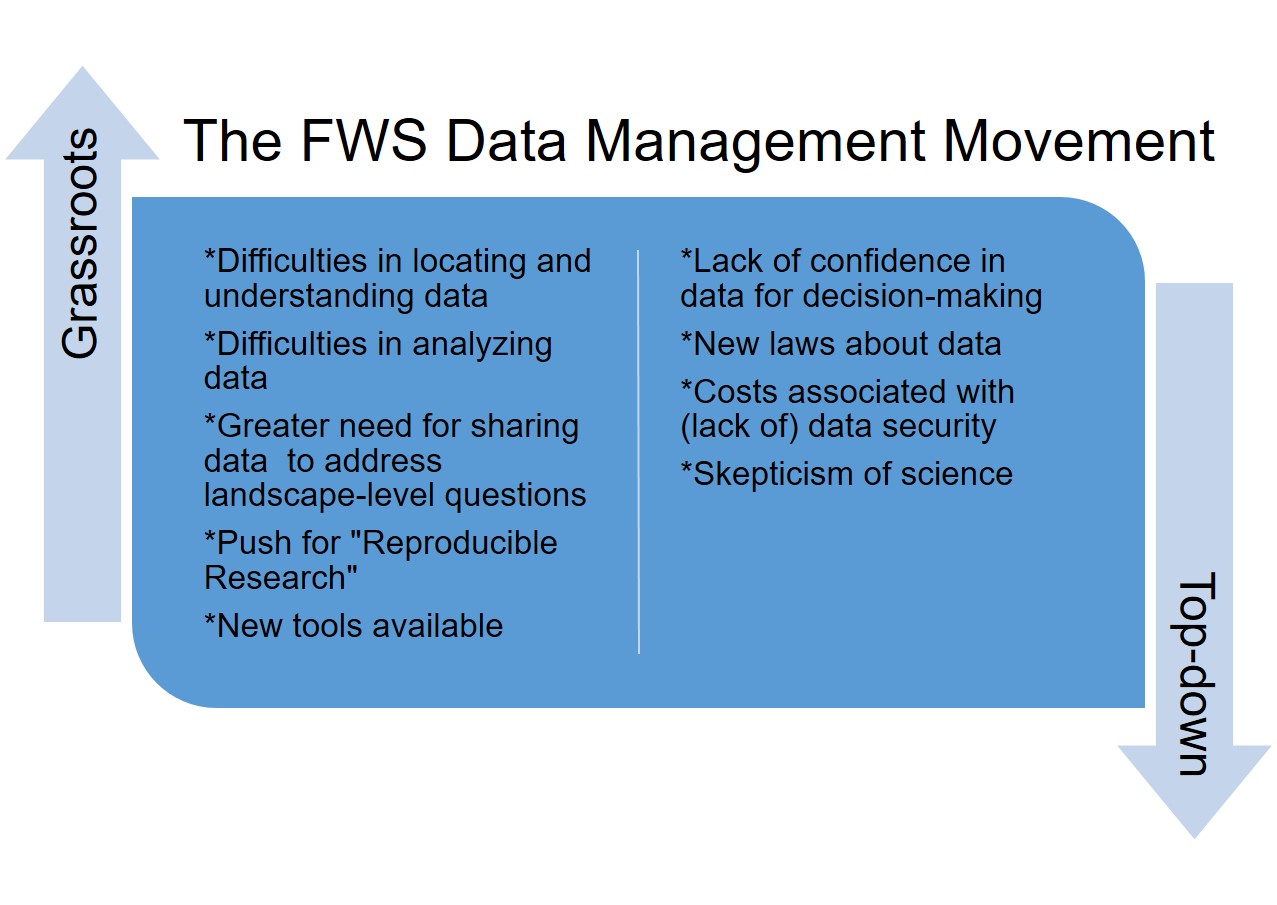 The FWS Data Management Movement
Grassroots
*Difficulties in locating and
understanding data
*Difficulties in analyzing
data
*Greater need for sharing
data  to address
landscape-level questions
*Push for "Reproducible
Research"
*New tools available
*Lack of confidence in
data for decision-making
*New laws about data
*Costs associated with
(lack of) data security
*Skepticism of science
Top-down